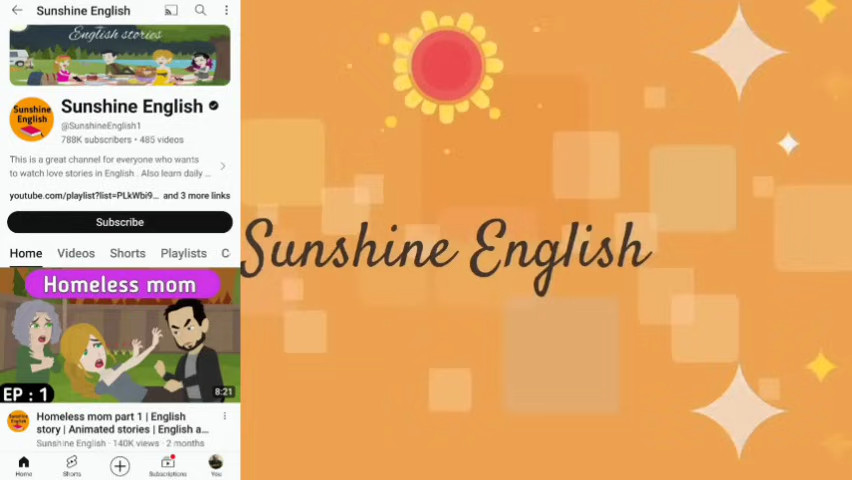 Sunshine English
English stories
Sunshine
English
Sunshine English
@SunshineEnglish1
788K subscribers • 485 videos
This is a great channel for everyone who wants
to watch love stories in English . Also learn daily ...
youtube.com/playlist?list=PLkWbi9... and 3 more links
Subscribe
Home Videos Shorts Playlists C
Homeless mom
EP : 1
8:21
Sunshine
English
Homeless mom part 1 | English
story | Animated stories | English a...
Sunshine English · 140K views · 2 months
Home Shorts Subscriptions You
Sunshine English